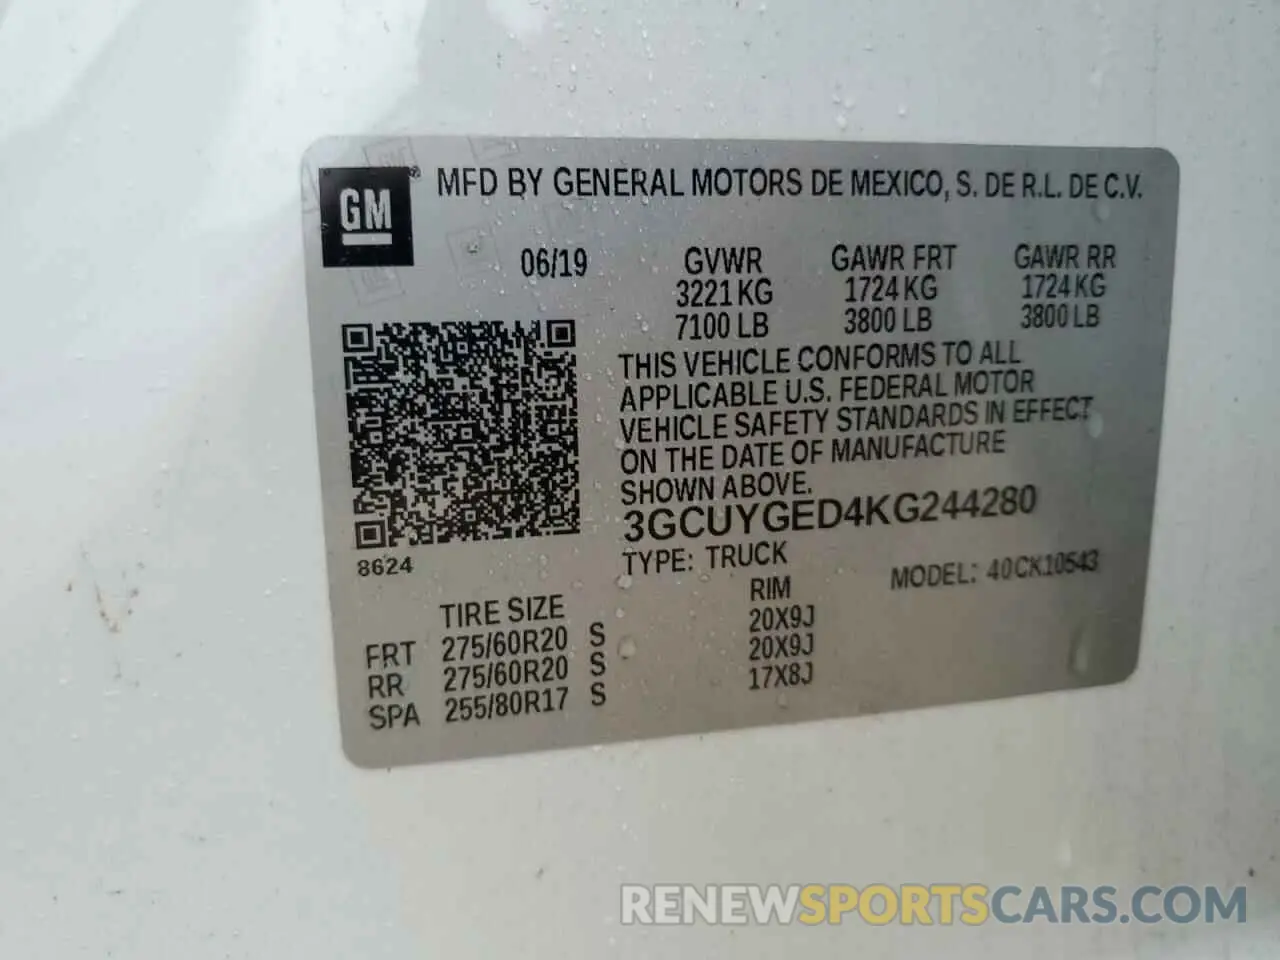 GM ® MFD BY GENERAL MOTORS DE MEXICO, S. DE R.L. DE C.V.
06/19 GVWR GAWR FRT GAWR RR
3221 KG 1724 KG 1724 KG
7100 LB 3800 LB 3800 LB
THIS VEHICLE CONFORMS TO ALL
APPLICABLE U.S. FEDERAL MOTOR
VEHICLE SAFETY STANDARDS IN EFFECT
ON THE DATE OF MANUFACTURE
SHOWN ABOVE.
3GCUYGED4KG244280
8624
TYPE: TRUCK MODEL: 40CK10543
TIRE SIZE RIM
FRT 275/60R20 S 20X9J
RR 275/60R20 S 20X9J
SPA 255/80R17 S 17X8J
RENEWSPORTSCARS.COM